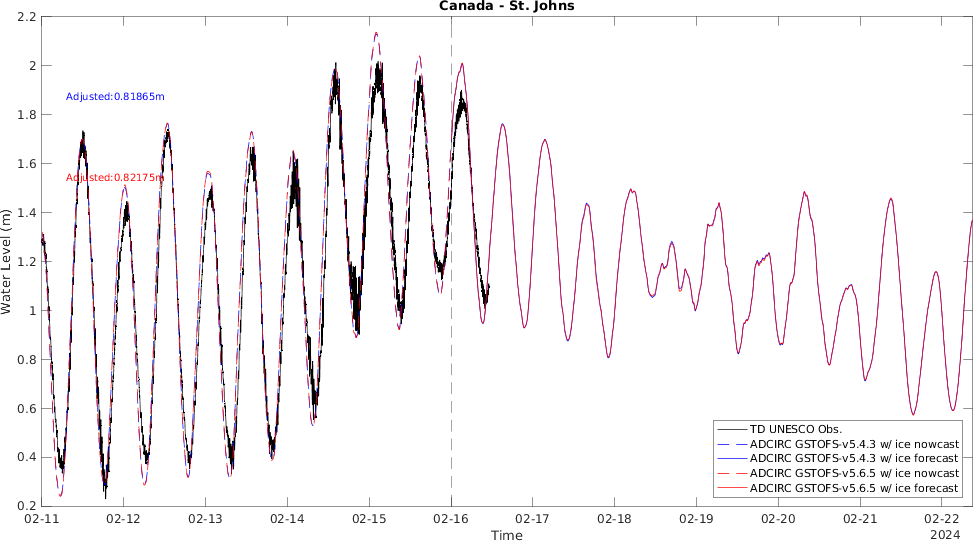 Canada - St. Johns
2.2
2
1.8
1.6
1.4
1.2
1
0.8
0.6
0.4
0.2
Water Level (m)
Adjusted:0.81865m
Adjusted:0.82175m
TD UNESCO Obs.
ADCIRC GSTOFS-v5.4.3 w/ ice nowcast
ADCIRC GSTOFS-v5.4.3 w/ ice forecast
ADCIRC GSTOFS-v5.6.5 w/ ice nowcast
ADCIRC GSTOFS-v5.6.5 w/ ice forecast
02-11 02-12 02-13 02-14 02-15 02-16 02-17 02-18 02-19 02-20 02-21 02-22
Time
2024